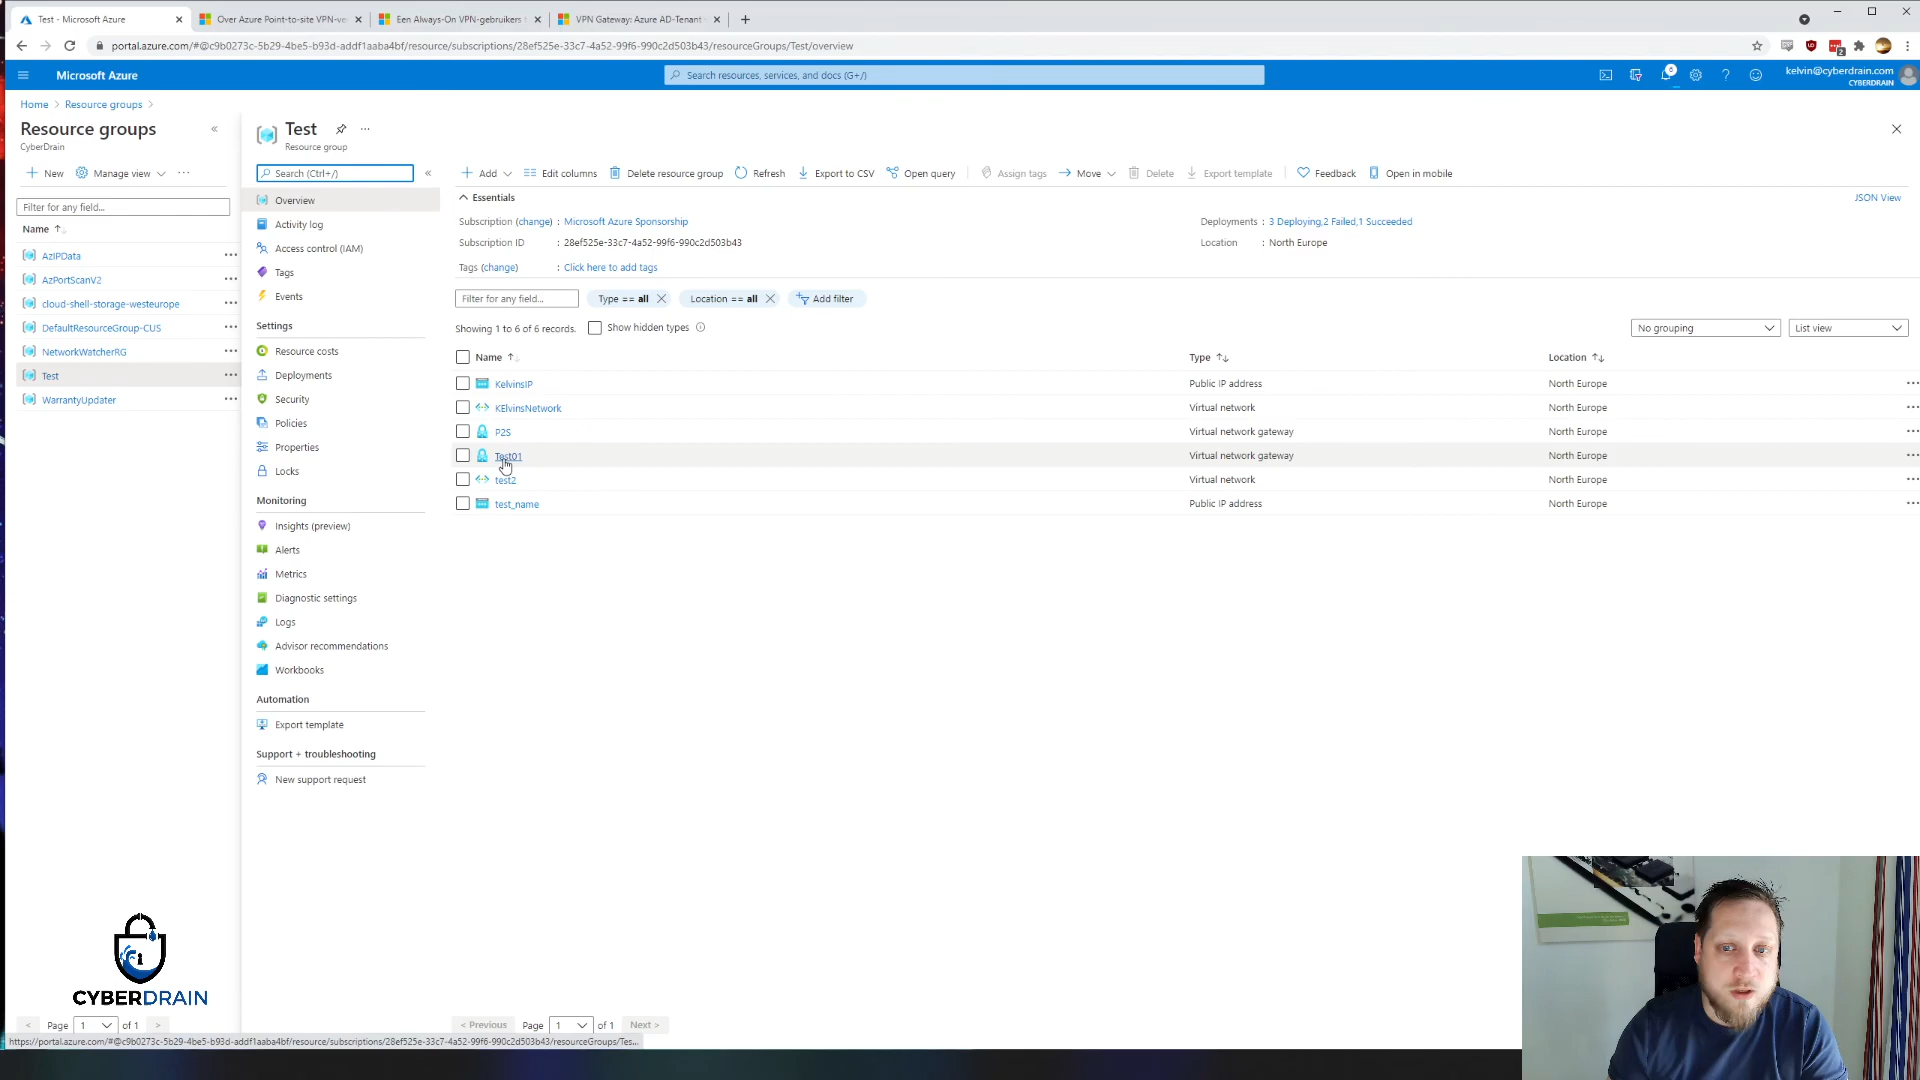 Test - Microsoft Azure
Over Azure Point-to-site VPN-ve
Een Always-On VPN-gebruikers
VPN Gateway: Azure AD-Tenant
portal.azure.com/#@c9b0273c-5b29-4be5-b93d-addf1aaba4bf/resource/subscriptions/28ef525e-33c7-4a52-99f6-990c2d503b43/resourceGroups/Test/overview
Microsoft Azure
Search resources, services, and docs (G+/)
6
kelvin@cyberdrain.com
CYBERDRAIN
Home > Resource groups >
Resource groups
CyberDrain
New
Manage view
Filter for any field...
Name
AzIPData
AzPortScanV2
cloud-shell-storage-westeurope
DefaultResourceGroup-CUS
NetworkWatcherRG
Test
WarrantyUpdater
Test
Resource group
Search (Ctrl+/)
Overview
Activity log
Access control (IAM)
Tags
Events
Settings
Resource costs
Deployments
Security
Policies
Properties
Locks
Monitoring
Insights (preview)
Alerts
Metrics
Diagnostic settings
Logs
Advisor recommendations
Workbooks
Automation
Export template
Support + troubleshooting
New support request
Add Edit columns Delete resource group Refresh Export to CSV Open query Assign tags Move Delete Export template Feedback Open in mobile
Essentials
JSON View
Subscription (change) : Microsoft Azure Sponsorship
Deployments : 3 Deploying,2 Failed,1 Succeeded
Subscription ID : 28ef525e-33c7-4a52-99f6-990c2d503b43
Location : North Europe
Tags (change) : Click here to add tags
Filter for any field... Type == all Location == all Add filter
Showing 1 to 6 of 6 records. Show hidden types
No grouping List view
Name Type Location
KelvinsIP Public IP address North Europe
KElvinsNetwork Virtual network North Europe
P2S Virtual network gateway North Europe
Test01 Virtual network gateway North Europe
test2 Virtual network North Europe
test_name Public IP address North Europe
CYBERDRAIN
< Page 1 of 1 >
< Previous Page 1 of 1 Next >
https://portal.azure.com/#@c9b0273c-5b29-4be5-b93d-addf1aaba4bf/resource/subscriptions/28ef525e-33c7-4a52-99f6-990c2d503b43/resourceGroups/Tes...